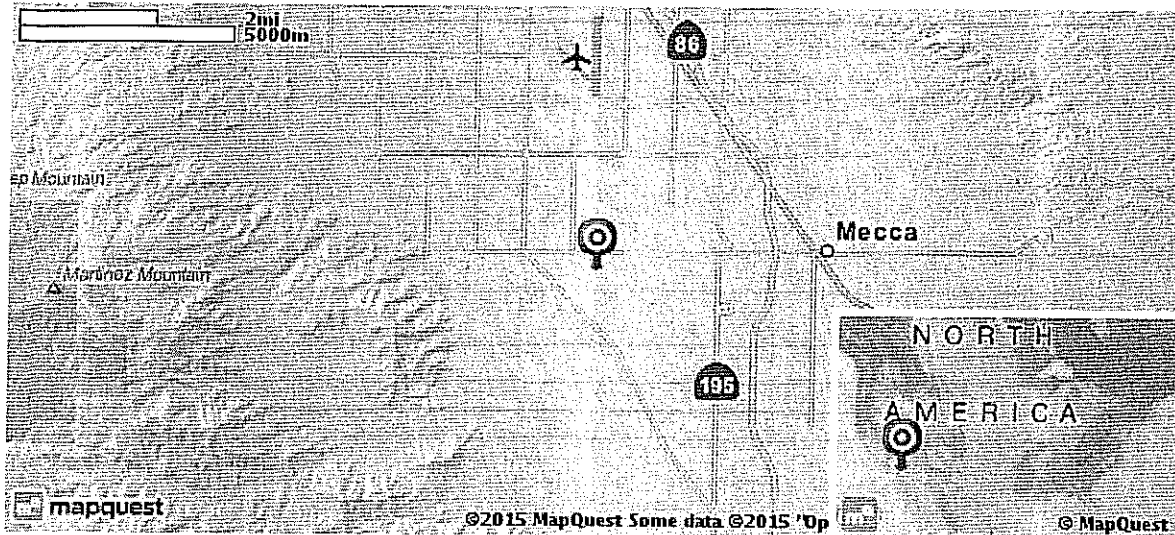 2mi
5000m
86
Mountain
Mecca
Martinez Mountain
NORTH
AMERICA
195
mapquest
©2015 MapQuest Some data ©2015 "Op
© MapQuest